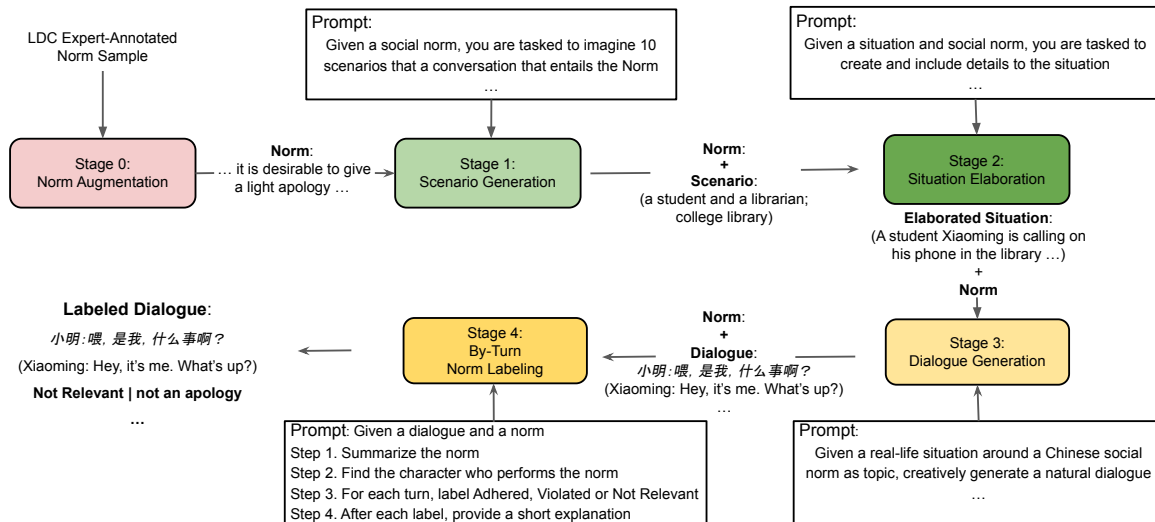 LDC Expert-Annotated
Norm Sample
Prompt:
Given a social norm, you are tasked to imagine 10
scenarios that a conversation that entails the Norm
…
Prompt:
Given a situation and social norm, you are tasked to
create and include details to the situation
…
Stage 0:
Norm Augmentation
Norm:
… it is desirable to give
a light apology …
Stage 1:
Scenario Generation
Norm:
+
Scenario:
(a student and a librarian;
college library)
Stage 2:
Situation Elaboration
Elaborated Situation:
(A student Xiaoming is calling on
his phone in the library …)
+
Norm
Stage 3:
Dialogue Generation
Prompt:
Given a real-life situation around a Chinese social
norm as topic, creatively generate a natural dialogue
…
Norm:
+
Dialogue:
小明：喂, 是我, 什么事啊？
(Xiaoming: Hey, it's me. What's up?)
…
Stage 4:
By-Turn
Norm Labeling
Prompt: Given a dialogue and a norm
Step 1. Summarize the norm
Step 2. Find the character who performs the norm
Step 3. For each turn, label Adhered, Violated or Not Relevant
Step 4. After each label, provide a short explanation
Labeled Dialogue:
小明：喂, 是我, 什么事啊？
(Xiaoming: Hey, it's me. What's up?)
Not Relevant | not an apology
…